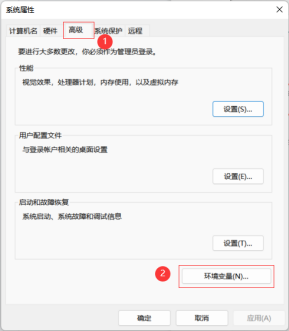 系统属性
计算机名 硬件 高级 系统保护 远程
1
要进行大多数更改，你必须作为管理员登录。
性能
视觉效果，处理器计划，内存使用，以及虚拟内存
设置(S)...
用户配置文件
与登录帐户相关的桌面设置
设置(E)...
启动和故障恢复
系统启动、系统故障和调试信息
设置(T)...
2
环境变量(N)...
确定 取消 应用(A)